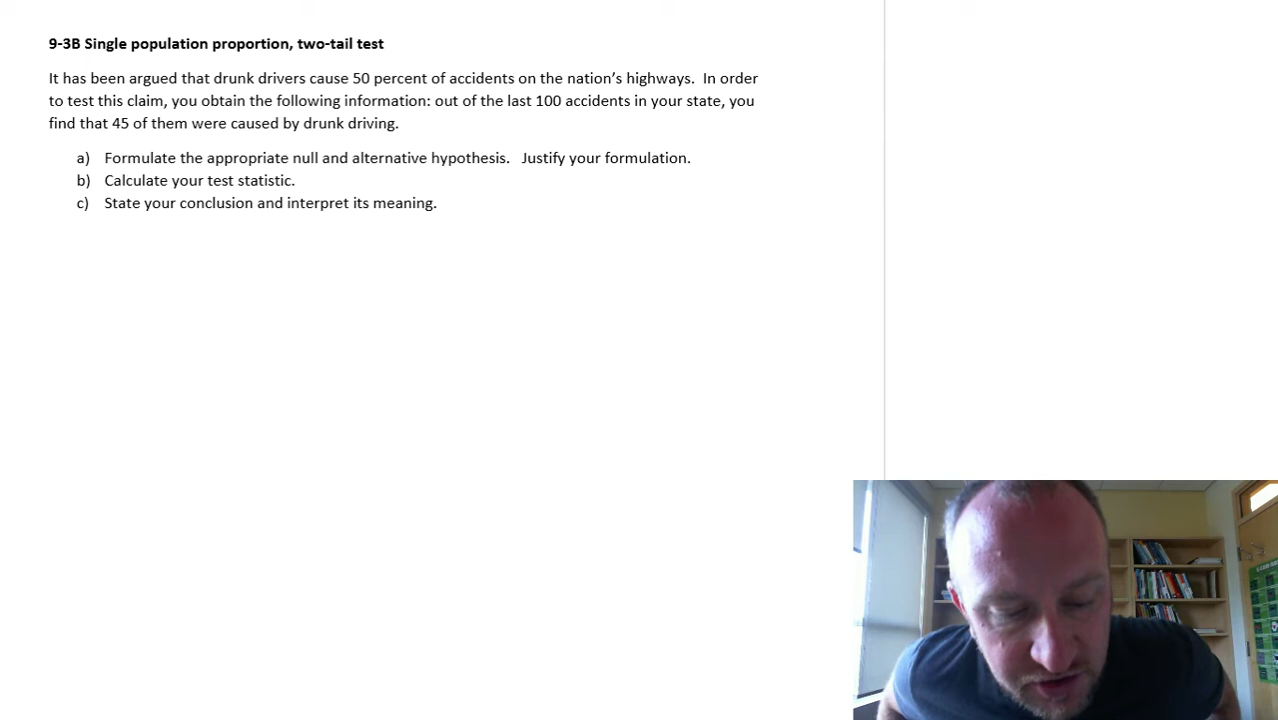 9-3B Single population proportion, two-tail test
It has been argued that drunk drivers cause 50 percent of accidents on the nation's highways.  In order
to test this claim, you obtain the following information: out of the last 100 accidents in your state, you
find that 45 of them were caused by drunk driving.
a) Formulate the appropriate null and alternative hypothesis.  Justify your formulation.
b) Calculate your test statistic.
c) State your conclusion and interpret its meaning.